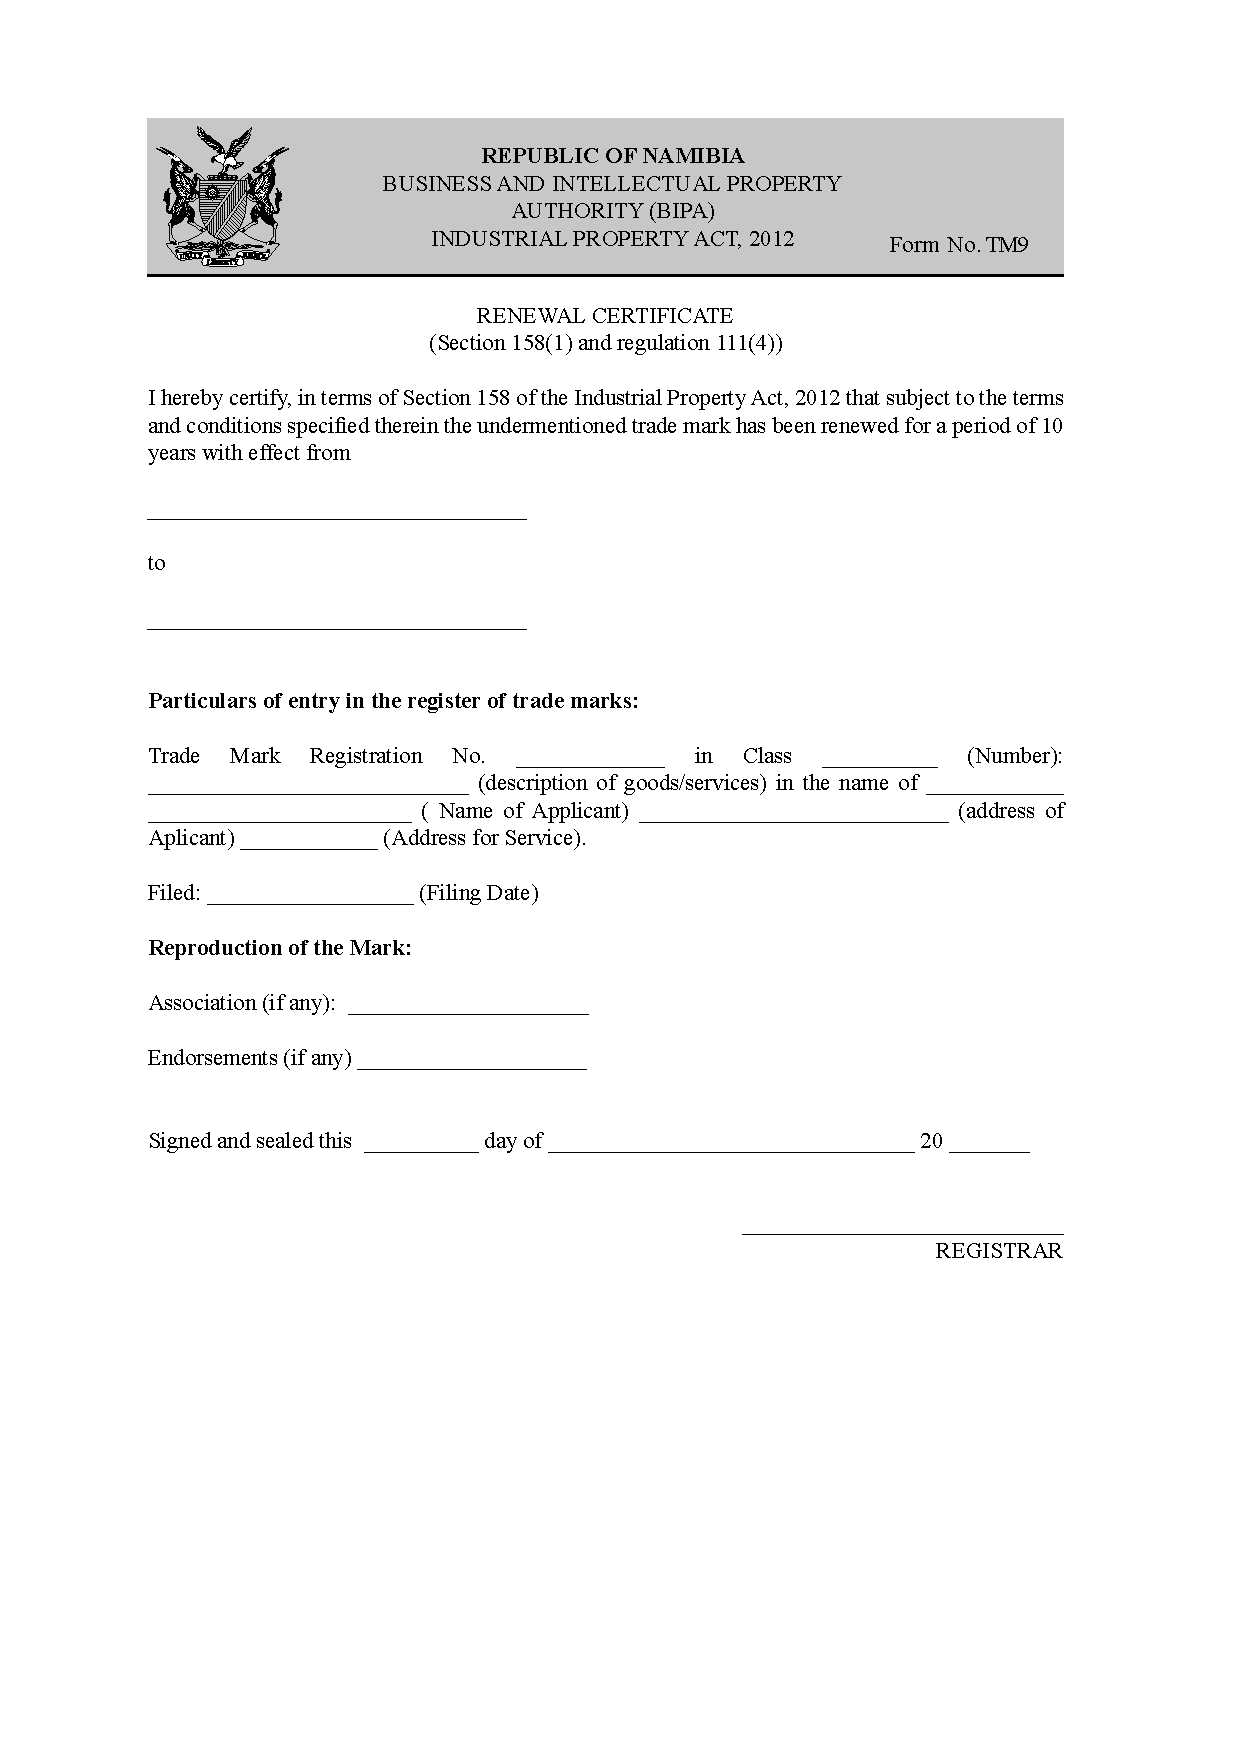 REPUBLIC OF NAMIBIA
BUSINESS AND INTELLECTUAL PROPERTY
AUTHORITY (BIPA)
INDUSTRIAL PROPERTY ACT, 2012
Form No. TM9
RENEWAL CERTIFICATE
(Section 158(1) and regulation 111(4))
I hereby certify, in terms of Section 158 of the Industrial Property Act, 2012 that subject to the terms
and conditions specified therein the undermentioned trade mark has been renewed for a period of 10
years with effect from
to
Particulars of entry in the register of trade marks:
Trade Mark Registration No. _____________ in Class __________ (Number):
____________________________ (description of goods/services) in the name of ____________
_______________________ ( Name of Applicant) ___________________________ (address of
Aplicant) ____________ (Address for Service).
Filed: __________________ (Filing Date)
Reproduction of the Mark:
Association (if any): _____________________
Endorsements (if any) ____________________
Signed and sealed this __________ day of ________________________________ 20 _______
REGISTRAR